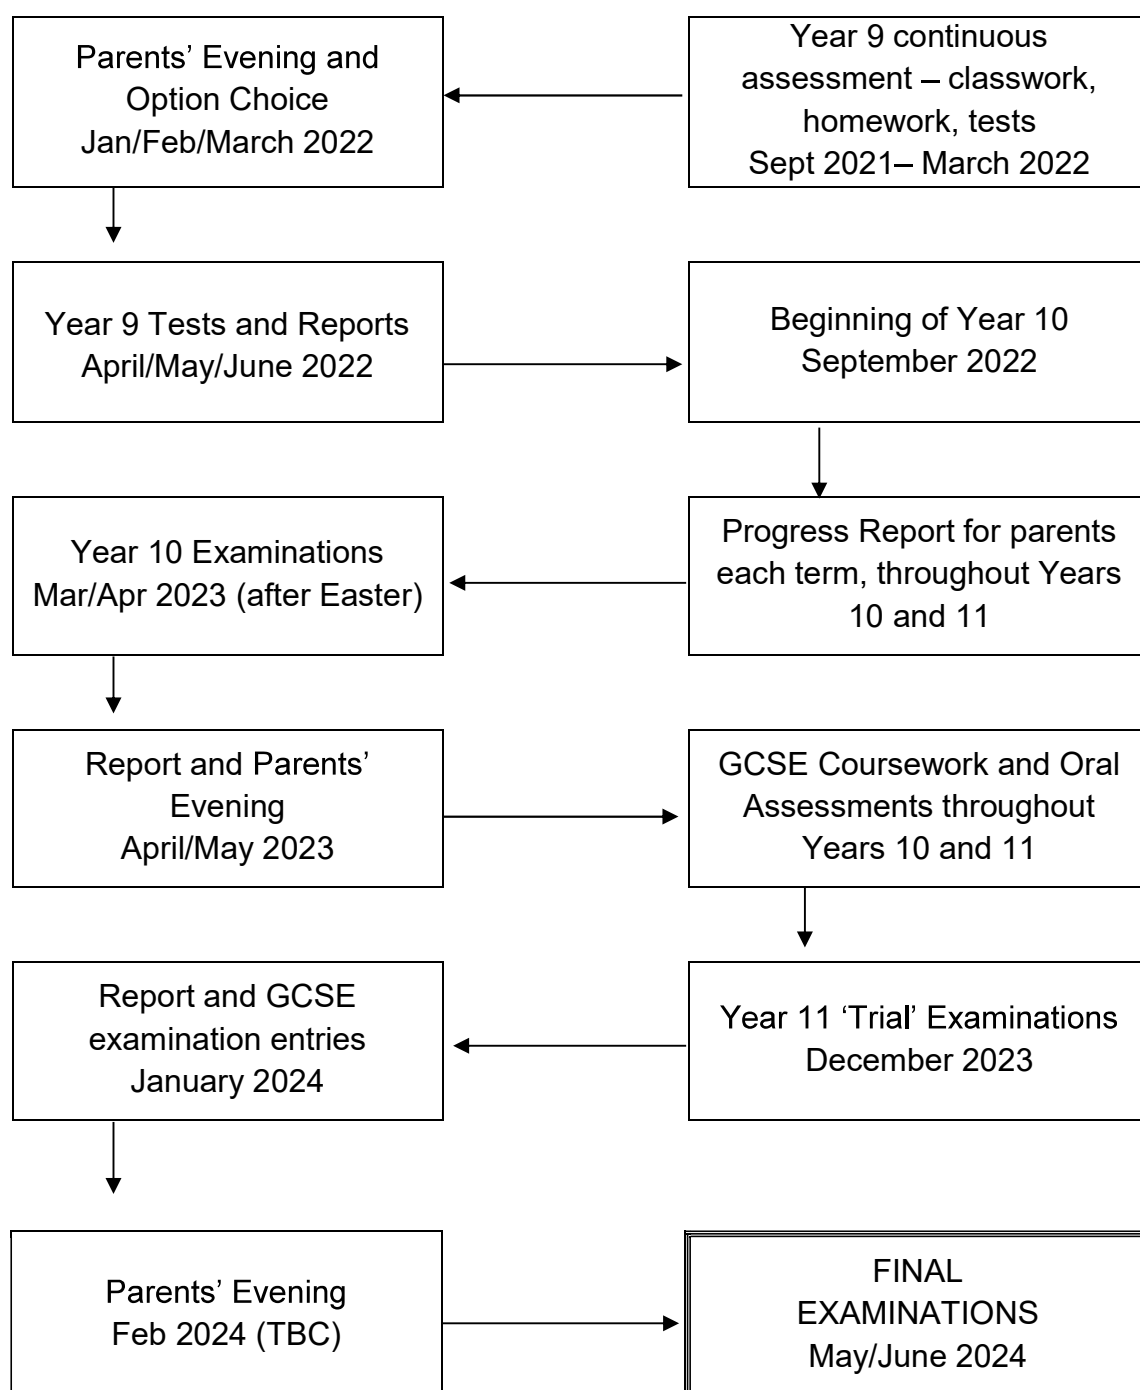 Parents’ Evening and
Option Choice
Jan/Feb/March 2022
Year 9 continuous
assessment – classwork,
homework, tests
Sept 2021– March 2022
Year 9 Tests and Reports
April/May/June 2022
Beginning of Year 10
September 2022
Year 10 Examinations
Mar/Apr 2023 (after Easter)
Progress Report for parents
each term, throughout Years
10 and 11
Report and Parents’
Evening
April/May 2023
GCSE Coursework and Oral
Assessments throughout
Years 10 and 11
Report and GCSE
examination entries
January 2024
Year 11 ‘Trial’ Examinations
December 2023
Parents’ Evening
Feb 2024 (TBC)
FINAL
EXAMINATIONS
May/June 2024